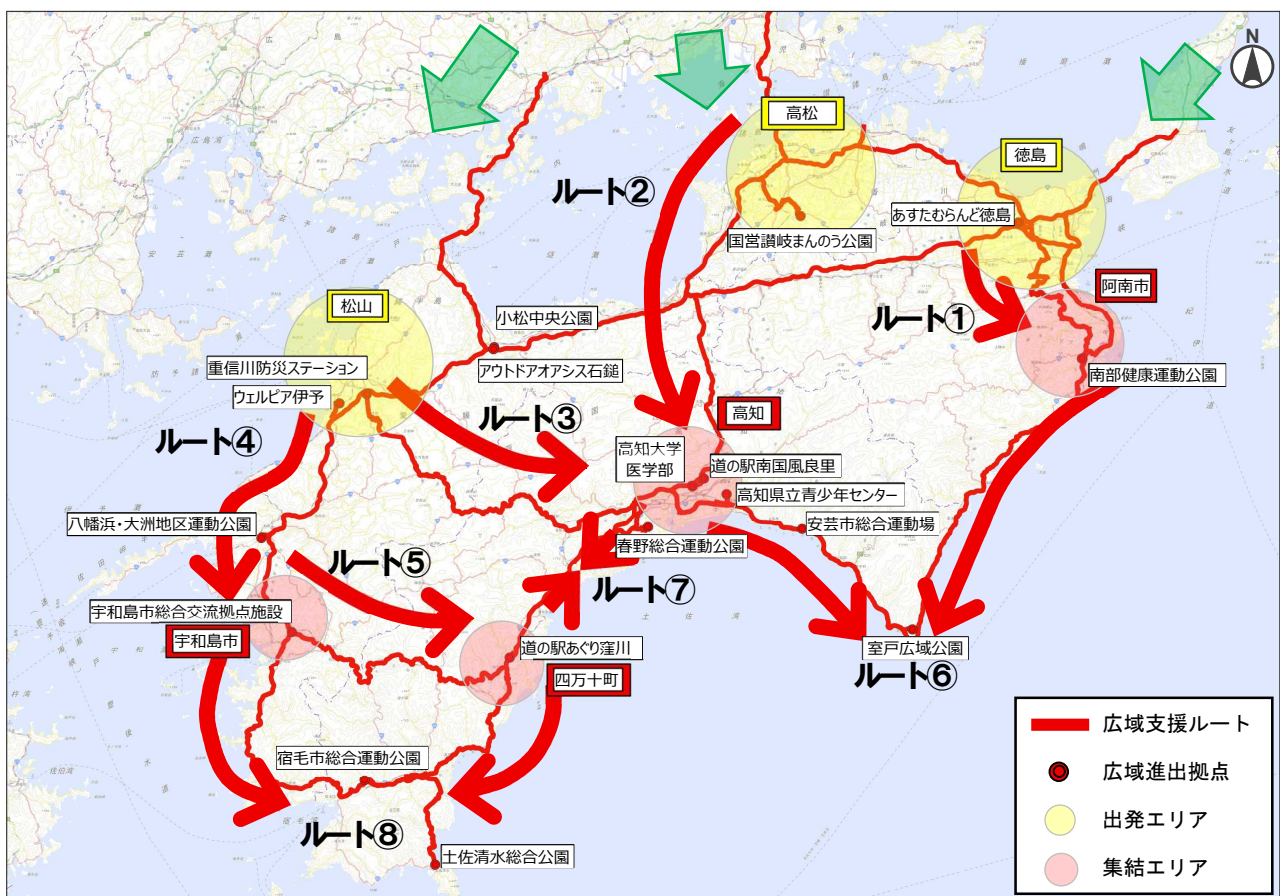 N
高松
徳島
ルート②
あすたむらんど徳島
国営讃岐まんのう公園
阿南市
松山
小松中央公園
ルート①
重信川防災ステーション
アウトドアオアシス石鎚
南部健康運動公園
ウェルピア伊予
ルート③
高知
ルート④
高知大学
医学部
道の駅南国風良里
高知県立青少年センター
八幡浜・大洲地区運動公園
安芸市総合運動場
春野総合運動公園
ルート⑤
ルート⑦
宇和島市総合交流拠点施設
宇和島市
道の駅あぐり窪川
室戸広域公園
四万十町
ルート⑥
宿毛市総合運動公園
ルート⑧
土佐清水総合公園
広域支援ルート
広域進出拠点
出発エリア
集結エリア